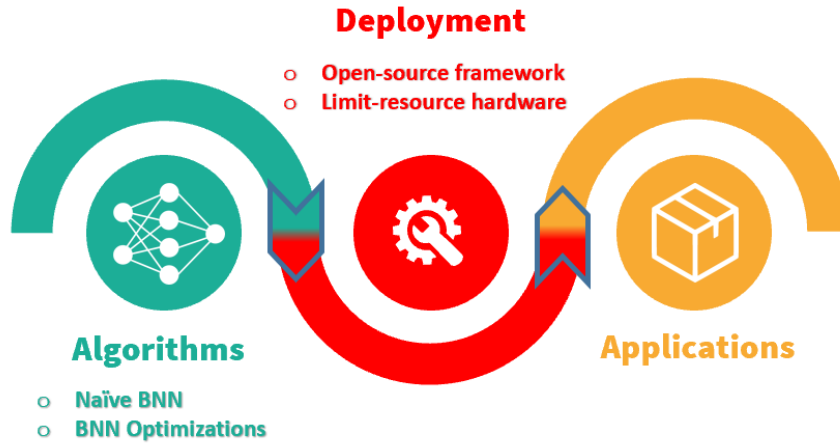 Deployment
o Open-source framework
o Limit-resource hardware
Algorithms
o Naïve BNN
o BNN Optimizations
Applications